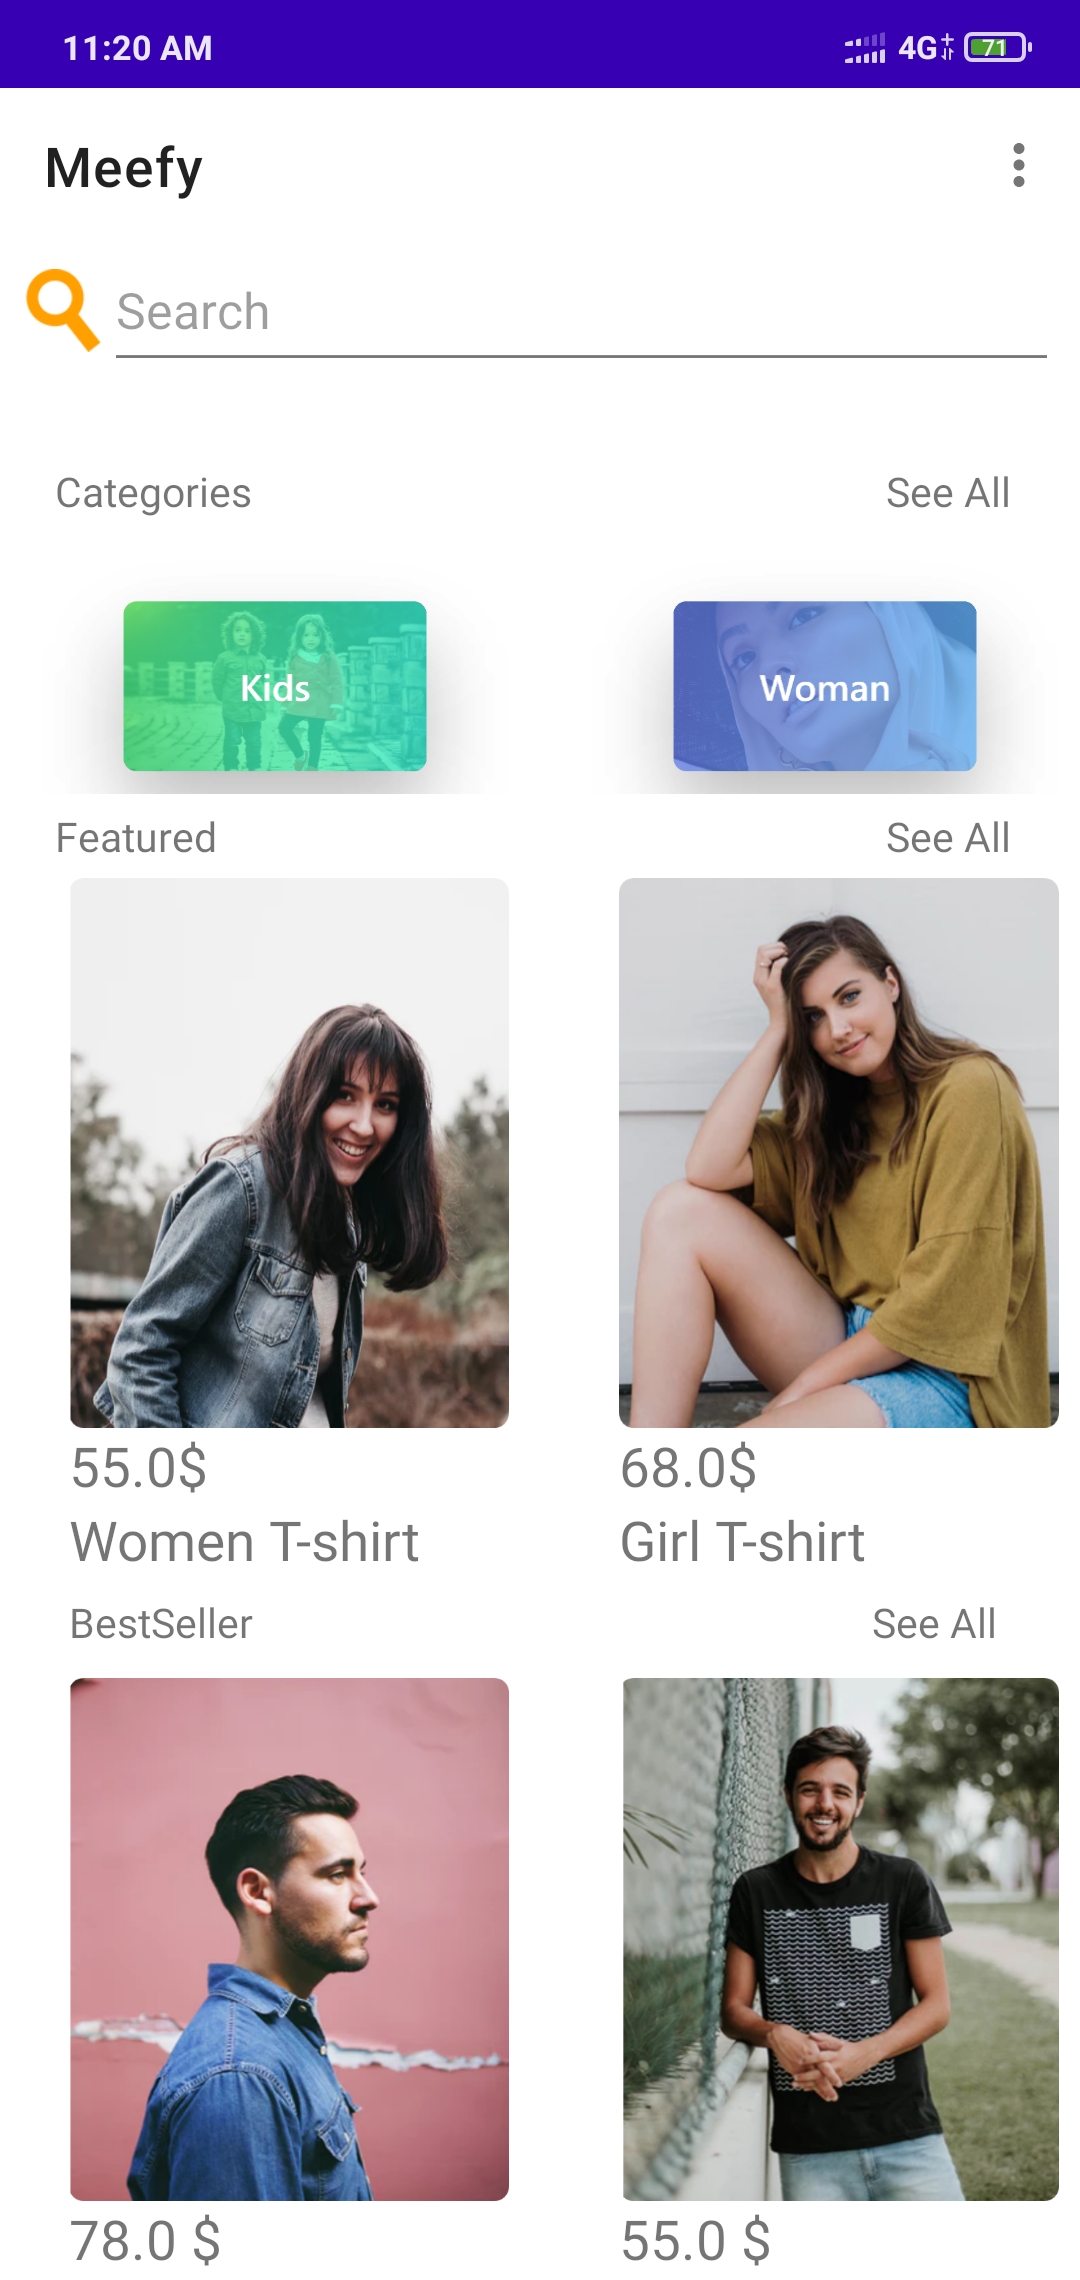 11:20 AM 4G 71
Meefy
Search
Categories See All
Kids Woman
Featured See All
55.0$ 68.0$
Women T-shirt Girl T-shirt
BestSeller See All
78.0 $ 55.0 $